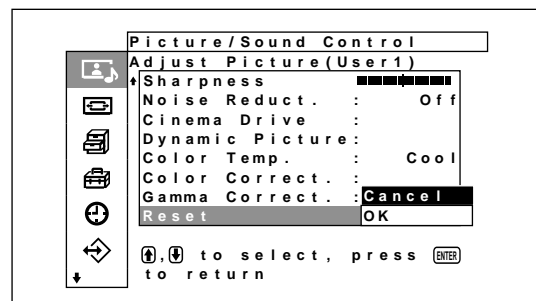 Picture/Sound Control
Adjust Picture(User1)
Sharpness
Noise Reduct. : Off
Cinema Drive :
Dynamic Picture:
Color Temp. : Cool
Color Correct. :
Gamma Correct. : Cancel
Reset OK
, to select, press ENTER
to return